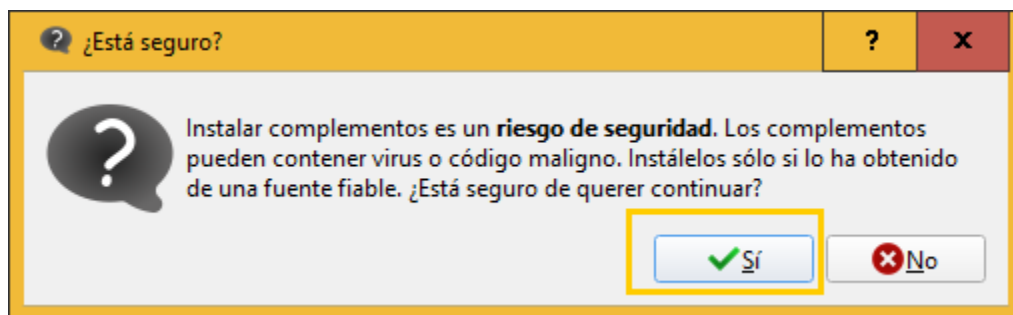 ¿Está seguro?
?
x
Instalar complementos es un riesgo de seguridad. Los complementos
pueden contener virus o código maligno. Instálelos sólo si lo ha obtenido
de una fuente fiable. ¿Está seguro de querer continuar?
Sí
No